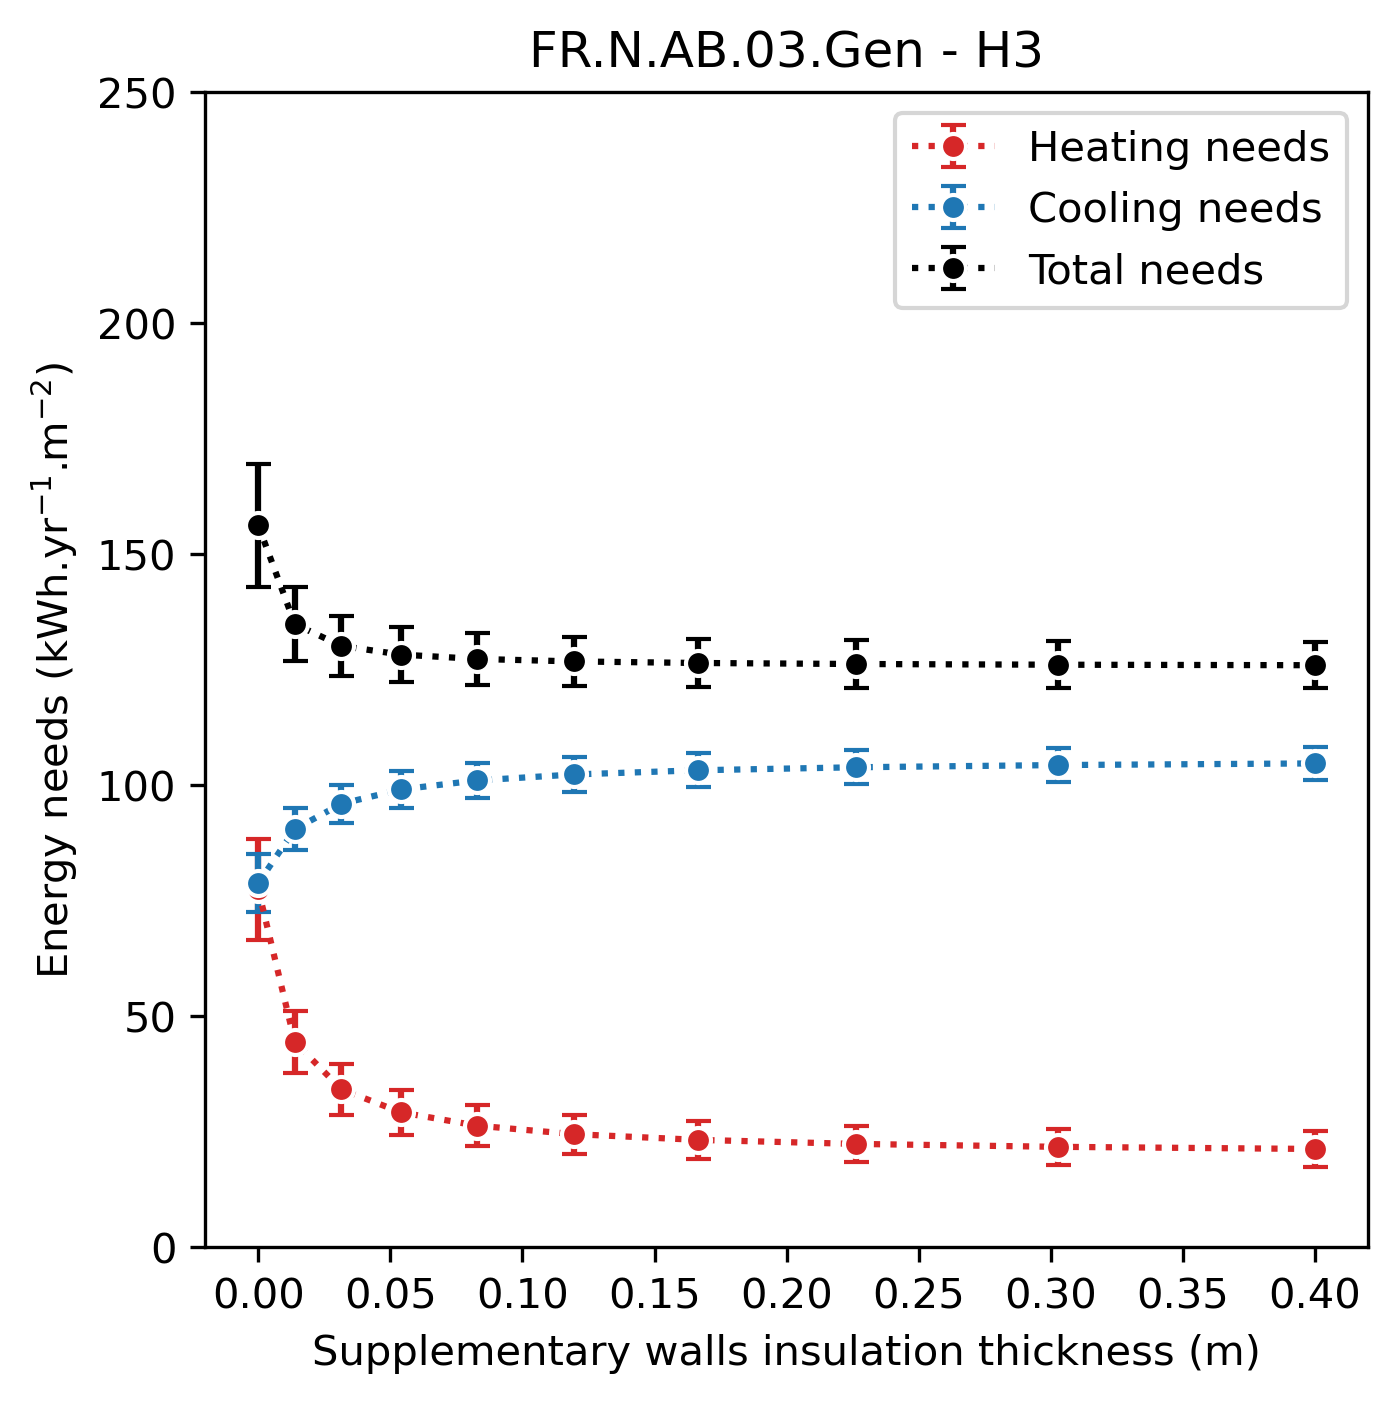 FR.N.AB.03.Gen - H3
250
200
150
100
50
0
Energy needs (kWh.yr⁻¹.m⁻²)
Heating needs
Cooling needs
Total needs
0.00 0.05 0.10 0.15 0.20 0.25 0.30 0.35 0.40
Supplementary walls insulation thickness (m)